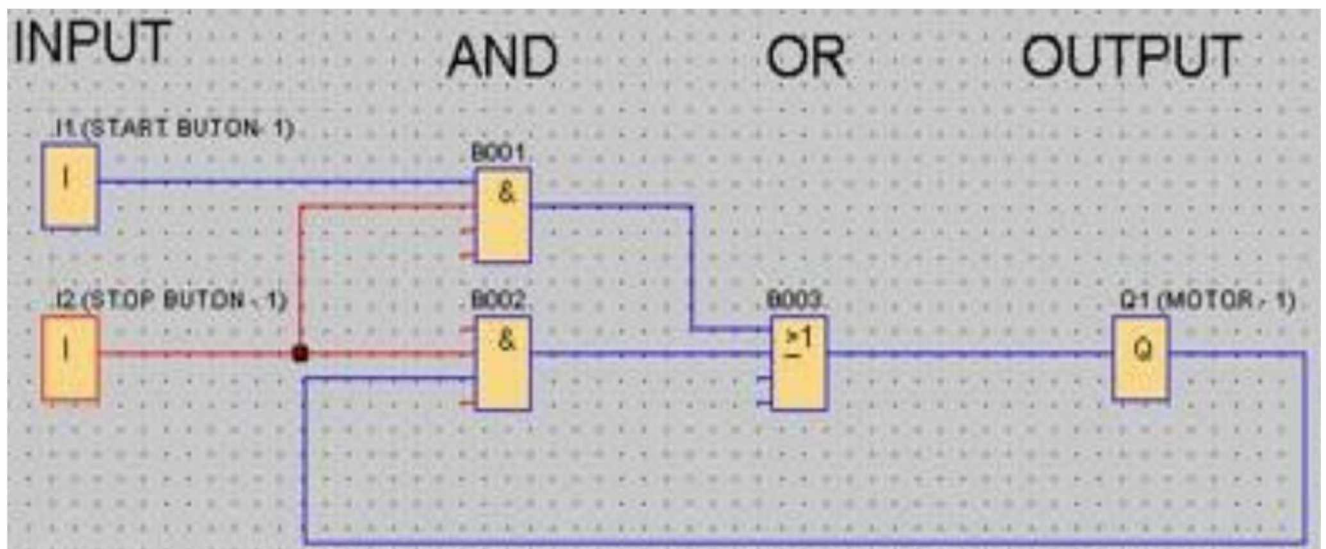 INPUT AND OR OUTPUT
I1 (START BUTON- 1)
B001
I
&
I2 (STOP BUTON - 1) B002 B003 Q1 (MOTOR - 1)
I & ≥1 Q